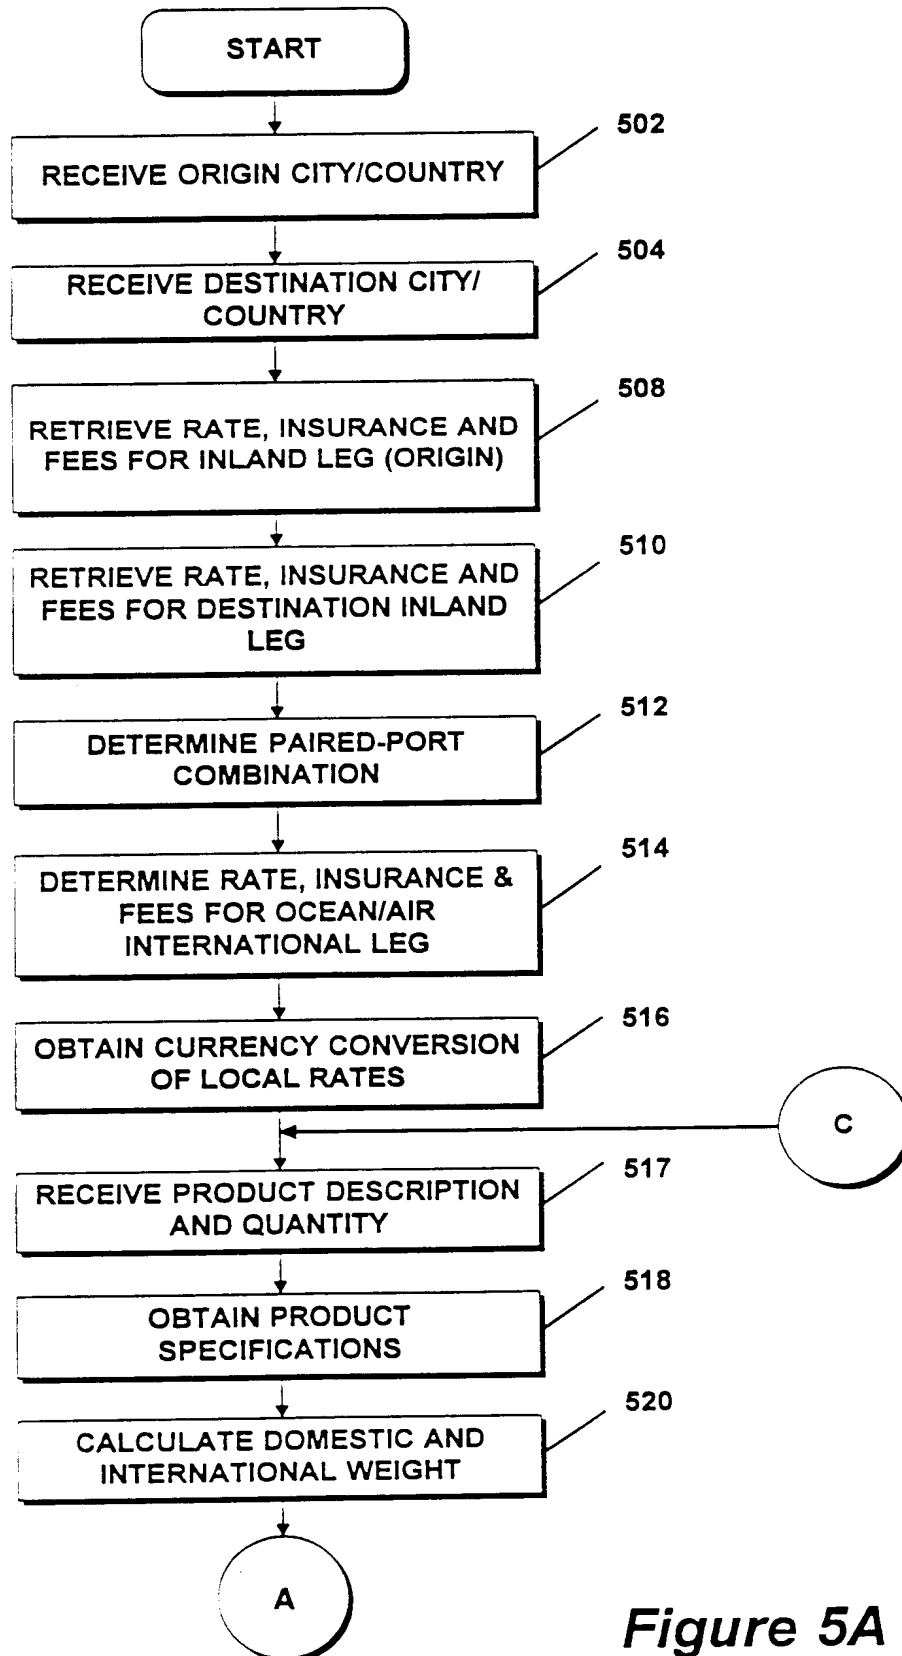 START
502
RECEIVE ORIGIN CITY/COUNTRY
504
RECEIVE DESTINATION CITY/
COUNTRY
508
RETRIEVE RATE, INSURANCE AND
FEES FOR INLAND LEG (ORIGIN)
510
RETRIEVE RATE, INSURANCE AND
FEES FOR DESTINATION INLAND
LEG
512
DETERMINE PAIRED-PORT
COMBINATION
514
DETERMINE RATE, INSURANCE &
FEES FOR OCEAN/AIR
INTERNATIONAL LEG
516
OBTAIN CURRENCY CONVERSION
OF LOCAL RATES
C
517
RECEIVE PRODUCT DESCRIPTION
AND QUANTITY
518
OBTAIN PRODUCT
SPECIFICATIONS
520
CALCULATE DOMESTIC AND
INTERNATIONAL WEIGHT
A
Figure 5A